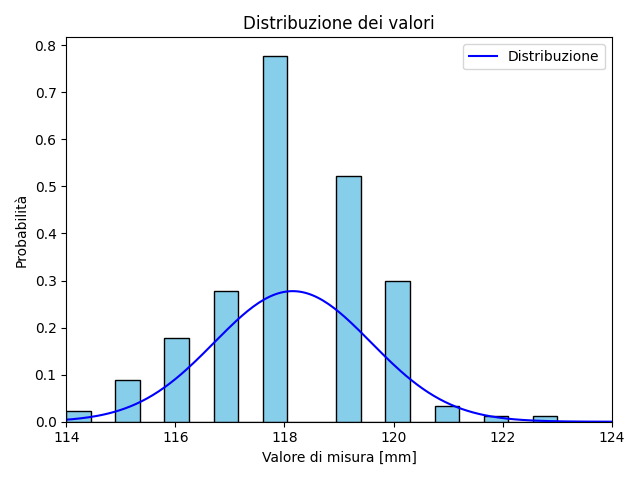 Distribuzione dei valori
Distribuzione
0.8
0.7
0.6
0.5
0.4
0.3
0.2
0.1
0.0
Probabilità
114 116 118 120 122 124
Valore di misura [mm]